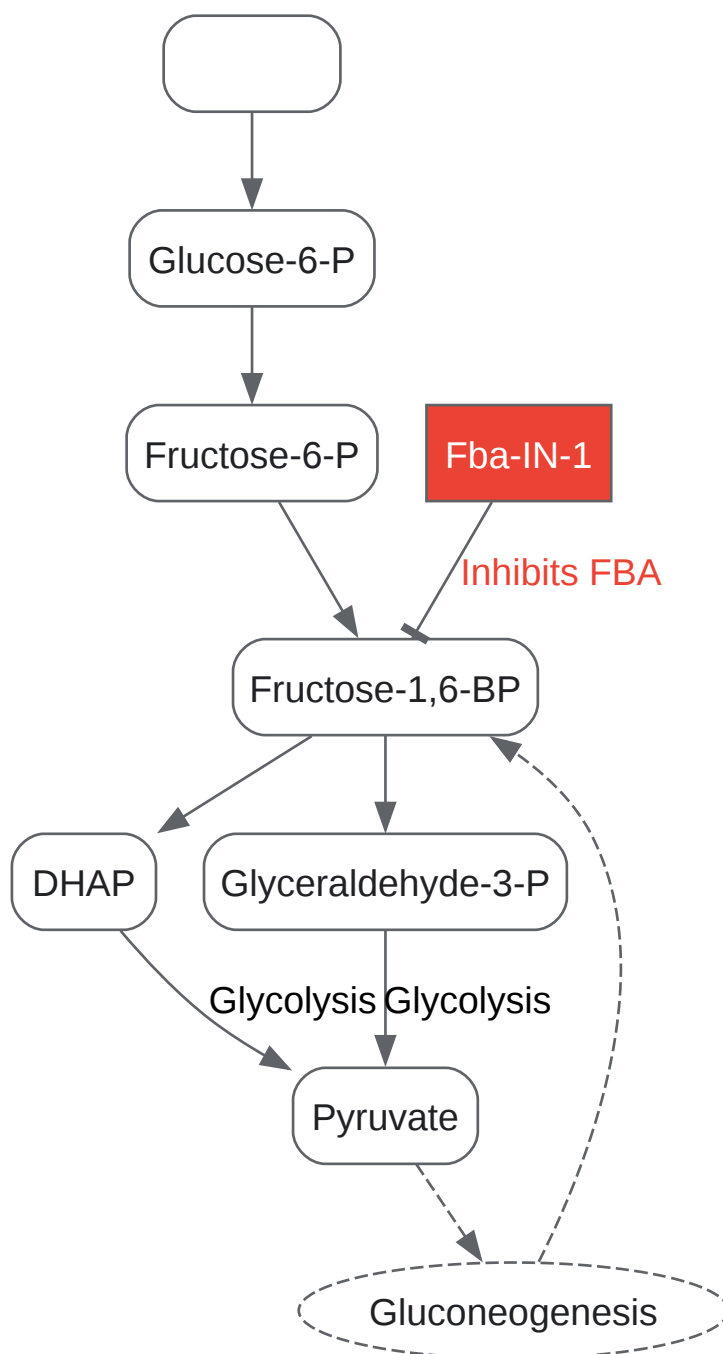 Glucose-6-P
Fructose-6-P
Fba-IN-1
Inhibits FBA
Fructose-1,6-BP
DHAP
Glyceraldehyde-3-P
Glycolysis
Glycolysis
Pyruvate
Gluconeogenesis